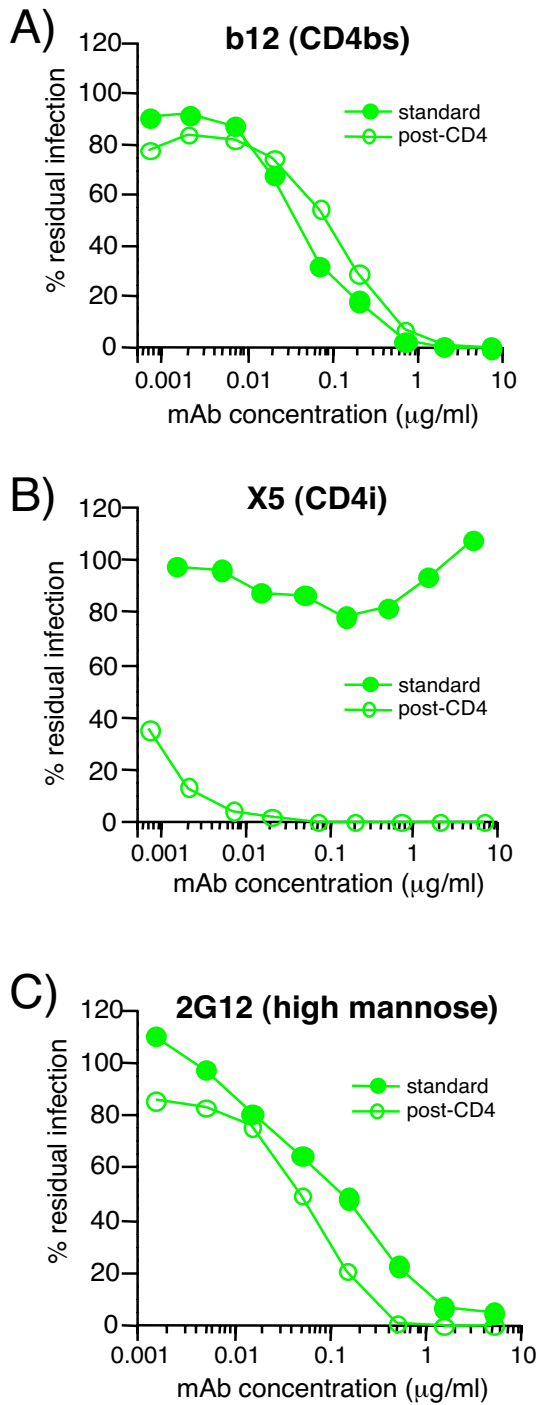 A)
b12 (CD4bs)
120
100
80
60
40
20
0
% residual infection
standard
post-CD4
0.001
0.01
0.1
1
10
mAb concentration (μg/ml)
B)
X5 (CD4i)
120
100
80
60
40
20
0
% residual infection
standard
post-CD4
0.001
0.01
0.1
1
10
mAb concentration (μg/ml)
C)
2G12 (high mannose)
120
100
80
60
40
20
0
% residual infection
standard
post-CD4
0.001
0.01
0.1
1
10
mAb concentration (μg/ml)